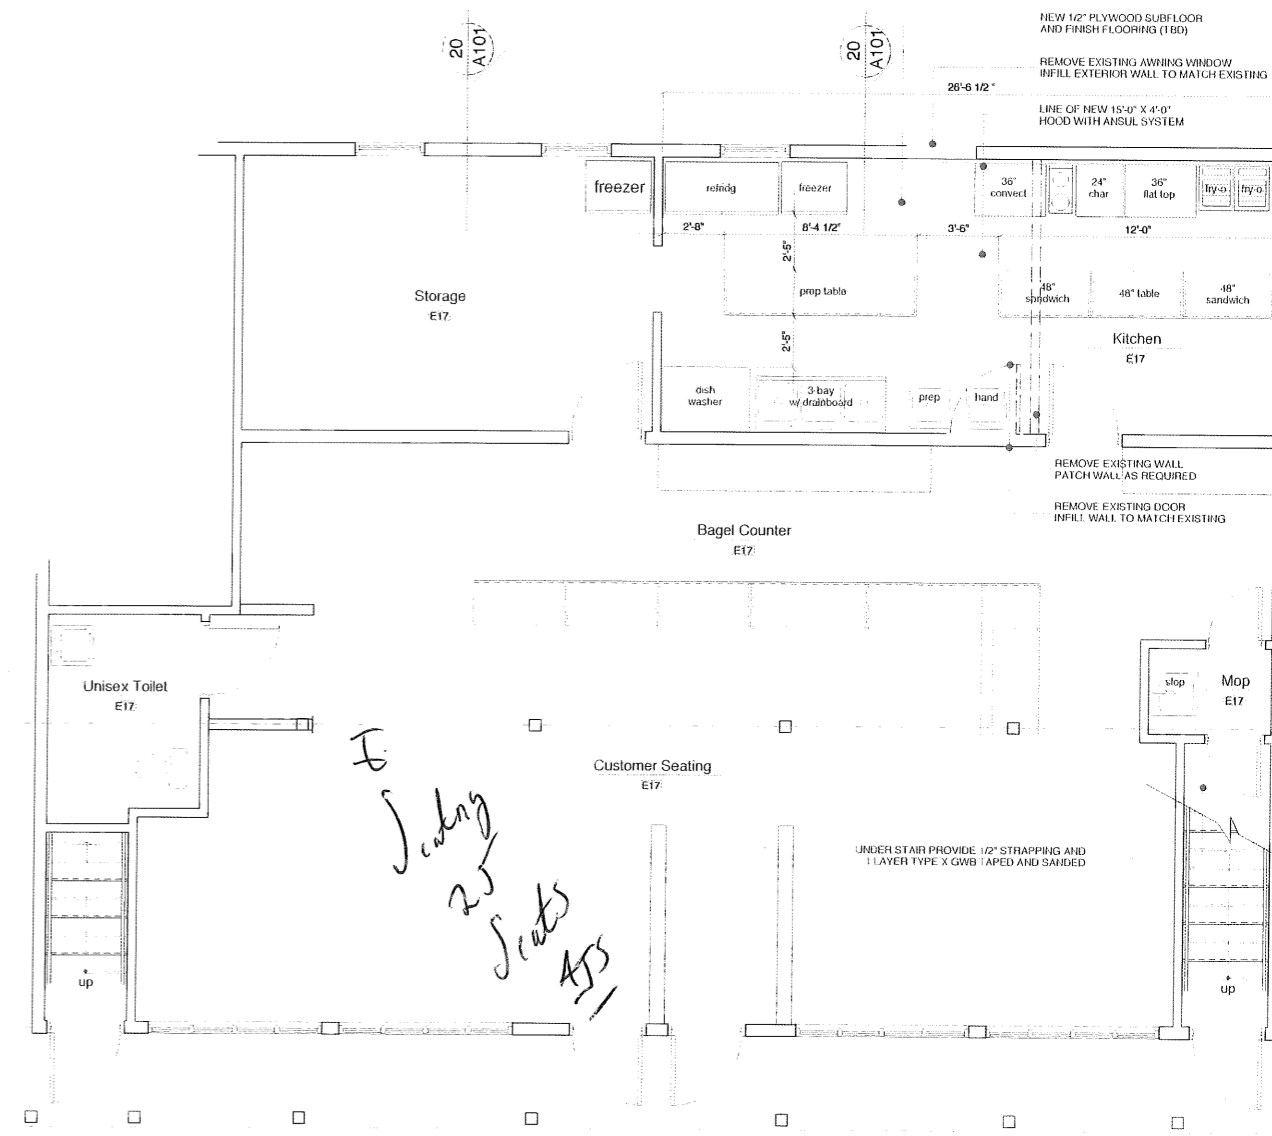 20
A101
20
A101
NEW 1/2" PLYWOOD SUBFLOOR
AND FINISH FLOORING (TBD)
REMOVE EXISTING AWNING WINDOW
INFILL EXTERIOR WALL TO MATCH EXISTING
26'-6 1/2 "
LINE OF NEW 15'-0" X 4'-0"
HOOD WITH ANSUL SYSTEM
freezer
refridg
freezer
36"
convect
24"
char
36"
flat top
fry-o
fry-o
2'-8"
8'-4 1/2"
3'-6"
12'-0"
2'-5"
prep table
48"
sandwich
48" table
48"
sandwich
Storage
E17
2'-5"
Kitchen
E17
dish
washer
3-bay
w/ drainboard
prep
hand
REMOVE EXISTING WALL
PATCH WALL AS REQUIRED
REMOVE EXISTING DOOR
INFILL WALL TO MATCH EXISTING
Bagel Counter
E17
Unisex Toilet
E17
slop
Mop
E17
Customer Seating
E17
Seating
25
Seats
UNDER STAIR PROVIDE 1/2" STRAPPING AND
1 LAYER TYPE X GWB TAPED AND SANDED
up
up